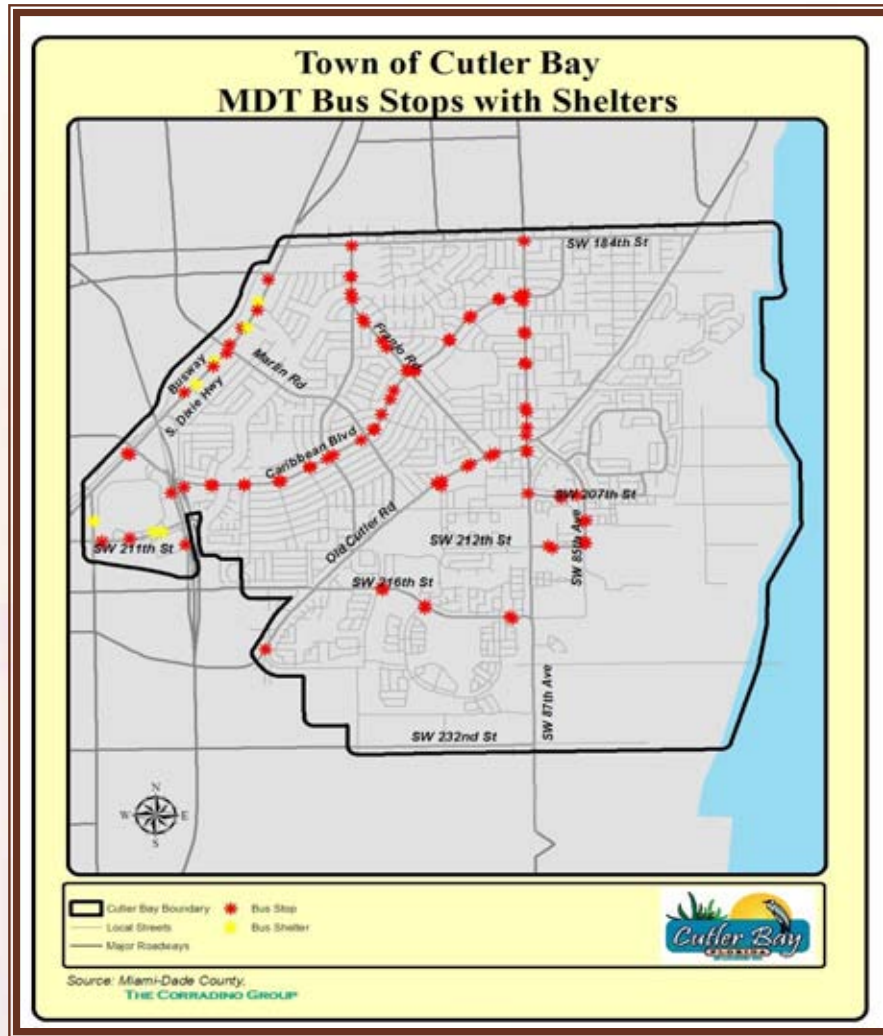 Town of Cutler Bay
MDT Bus Stops with Shelters
SW 184th St
Franjo Rd
Marlin Rd
Busway
S. Dixie Hwy
Caribbean Blvd
SW 207th St
Old Cutler Rd
SW 212th St
SW 85th Ave
SW 211th St
SW 216th St
SW 87th Ave
SW 232nd St
N
W E
S
Cutler Bay Boundary
Bus Stop
Local Streets
Bus Shelter
Major Roadways
Cutler Bay
FLORIDA
Source: Miami-Dade County.
THE CORRADINO GROUP